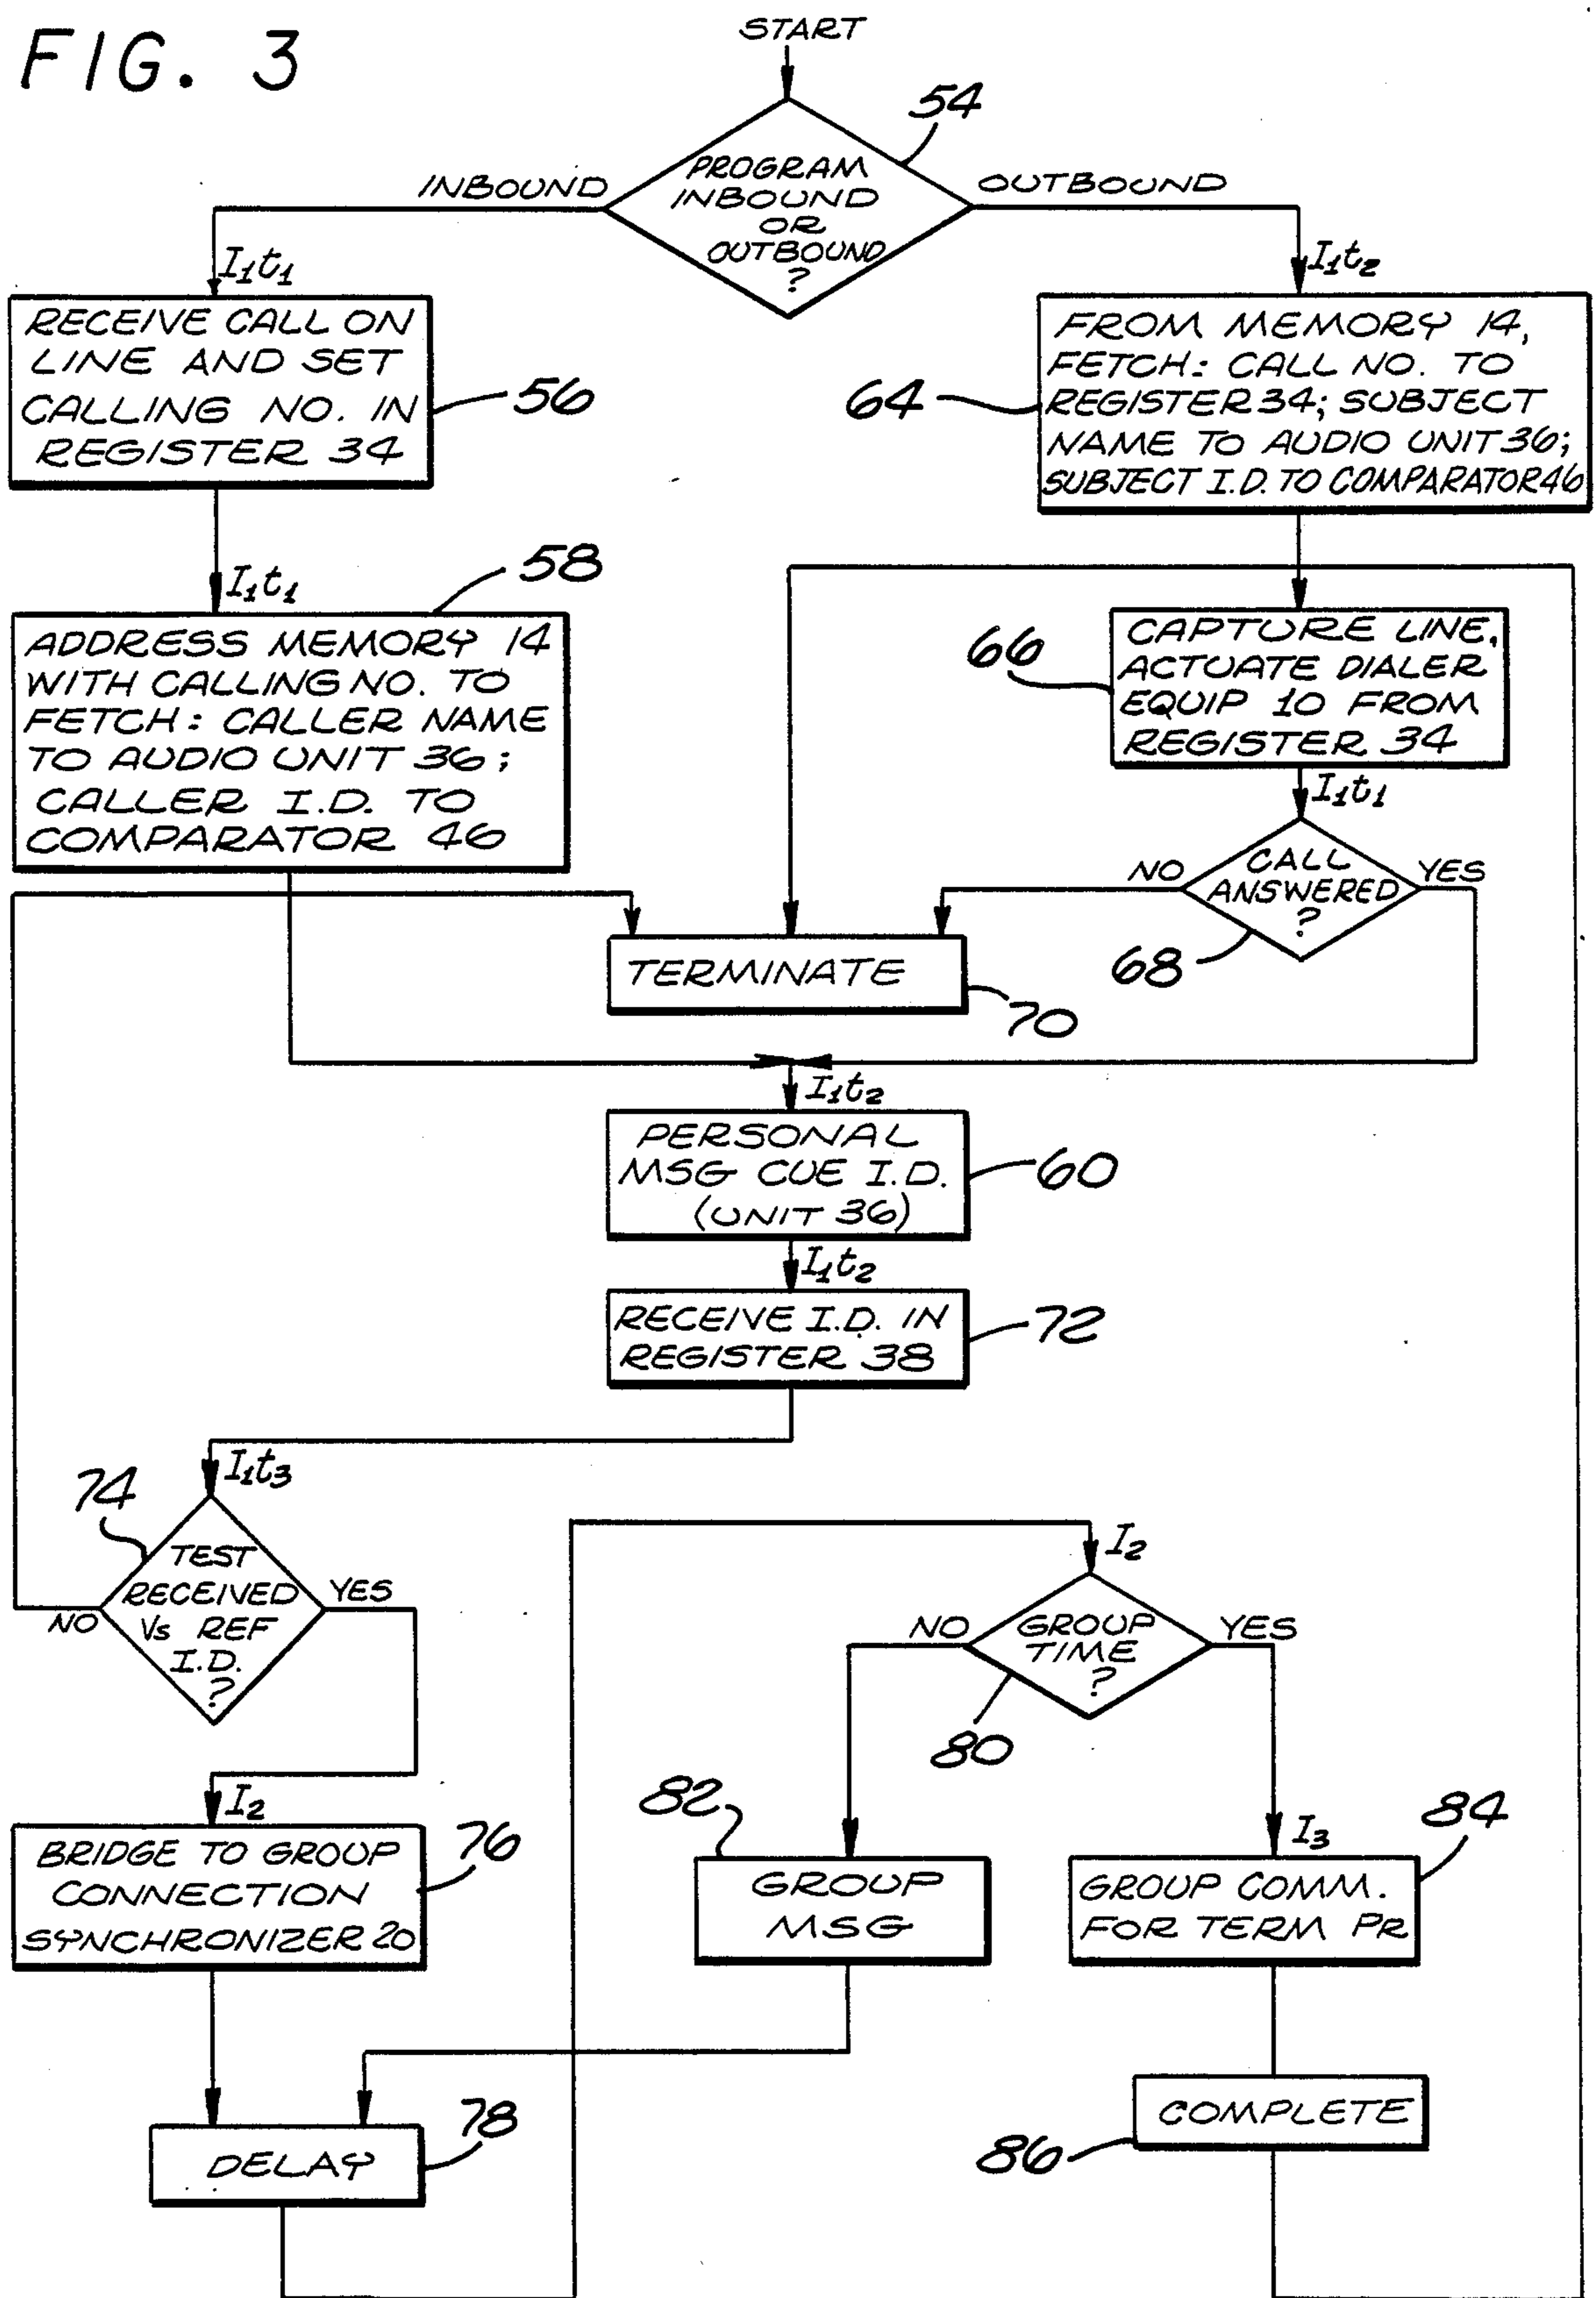 FIG. 3
START
54
PROGRAM
INBOUND
OR
OUTBOUND
?
INBOUND
OUTBOUND
I₁t₁
I₁t₂
RECEIVE CALL ON
LINE AND SET
CALLING NO. IN
REGISTER 34
56
64
FROM MEMORY 14,
FETCH: CALL NO. TO
REGISTER 34; SUBJECT
NAME TO AUDIO UNIT 36;
SUBJECT I.D. TO COMPARATOR 46
I₁t₁
58
ADDRESS MEMORY 14
WITH CALLING NO. TO
FETCH: CALLER NAME
TO AUDIO UNIT 36;
CALLER I.D. TO
COMPARATOR 46
66
CAPTURE LINE,
ACTUATE DIALER
EQUIP 10 FROM
REGISTER 34
I₁t₁
NO
CALL
ANSWERED
?
YES
68
TERMINATE
70
I₁t₂
PERSONAL
MSG CUE I.D.
(UNIT 36)
60
I₁t₂
RECEIVE I.D. IN
REGISTER 38
72
I₁t₃
74
TEST
RECEIVED
Vs REF
I.D.
?
NO
YES
I₂
NO
GROUP
TIME
?
YES
80
I₂
BRIDGE TO GROUP
CONNECTION
SYNCHRONIZER 20
76
82
GROUP
MSG
I₃
84
GROUP COMM.
FOR TERM PR
DELAY
78
COMPLETE
86